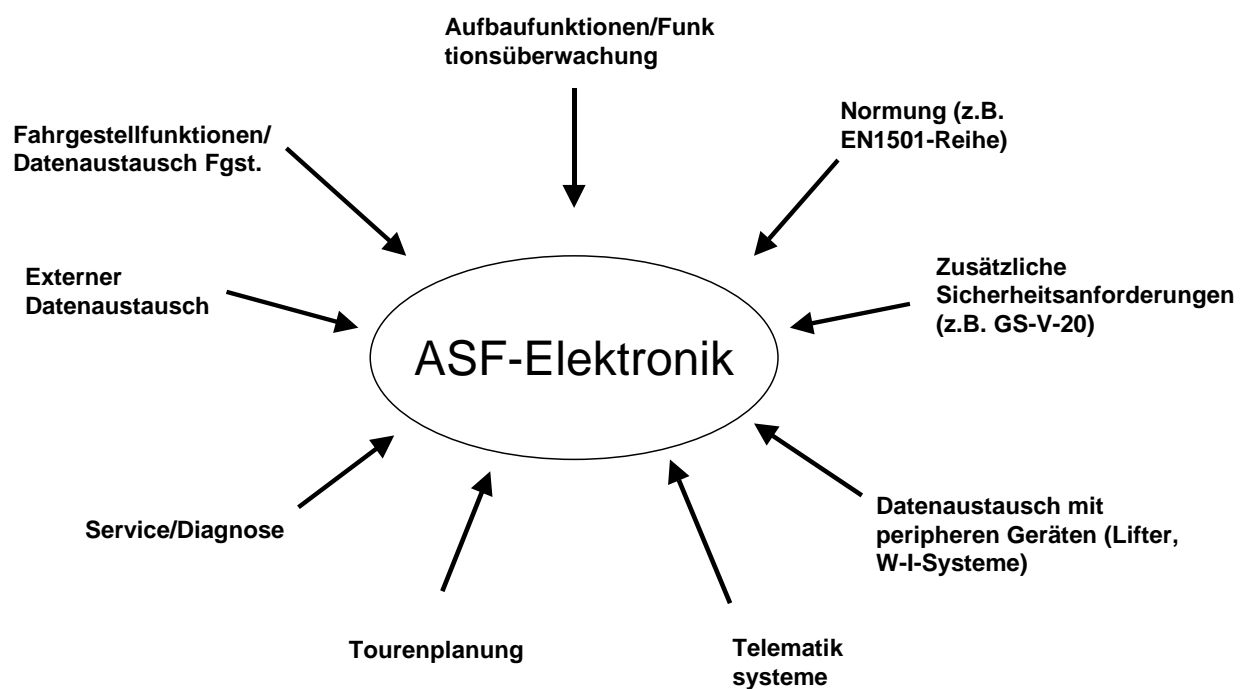 Aufbaufunktionen/Funk
tionsüberwachung
Normung (z.B.
EN1501-Reihe)
Fahrgestellfunktionen/
Datenaustausch Fgst.
Externer
Datenaustausch
Zusätzliche
Sicherheitsanforderungen
(z.B. GS-V-20)
ASF-Elektronik
Service/Diagnose
Datenaustausch mit
peripheren Geräten (Lifter,
W-I-Systeme)
Tourenplanung
Telematik
systeme